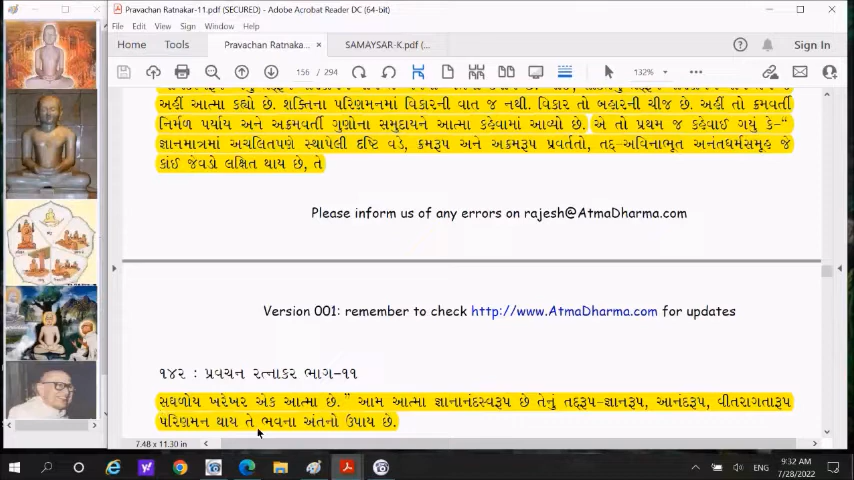 Pravachan Ratnakar-11.pdf (SECURED) - Adobe Acrobat Reader DC (64-bit)
File Edit View Sign Window Help
Home Tools Pravachan Ratnaka... × SAMAYSAR-K.pdf (... Sign In
156 / 294 132%
અહીં આત્મા કહ્યો છે. શક્તિના પરિણમનમાં વિકારની વાત જ નથી. વિકાર તો બહારની ચીજ છે. અહીં તો ક્રમવર્તી
નિર્મળ પર્યાય અને અક્રમવર્તી ગુણોના સમુદાયને આત્મા કહેવામાં આવ્યો છે. એ તો પ્રથમ જ કહેવાઈ ગયું કે-“
જ્ઞાનમાત્રમાં અચલિતપણે સ્થાપેલી દષ્ટિ વડે, ક્રમરૂપ અને અક્રમરૂપ પ્રવર્તતો, તદ્-અવિનાભૂત અનંતધર્મસમૂહ જે
કાંઈ જેવડો લક્ષિત થાય છે, તે
Please inform us of any errors on rajesh@AtmaDharma.com
Version 001: remember to check http://www.AtmaDharma.com for updates
૧૪૨ : પ્રવચન રત્નાકર ભાગ-૧૧
સઘળોય ખરેખર એક આત્મા છે.” આમ આત્મા જ્ઞાનાનંદસ્વરૂપ છે તેનું તદ્રૂપ-જ્ઞાનરૂપ, આનંદરૂપ, વીતરાગતારૂપ
પરિણમન થાય તે ભવના અંતનો ઉપાય છે.
7.48 x 11.30 in
ENG
9:32 AM
7/28/2022